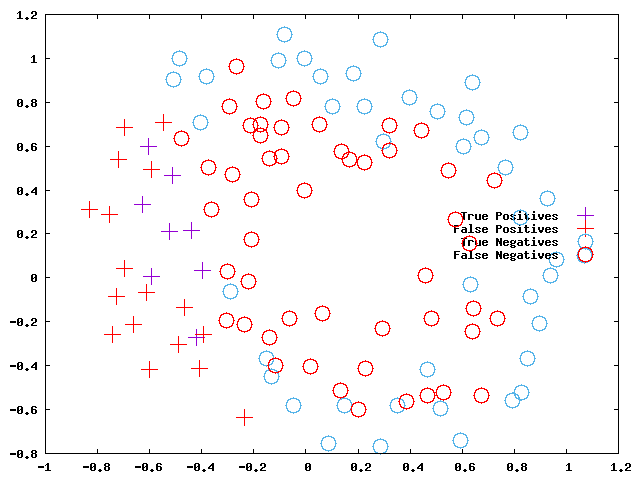 1.2
1
0.8
0.6
0.4
0.2
0
-0.2
-0.4
-0.6
-0.8
True Positives
False Positives
True Negatives
False Negatives
-1 -0.8 -0.6 -0.4 -0.2 0 0.2 0.4 0.6 0.8 1 1.2